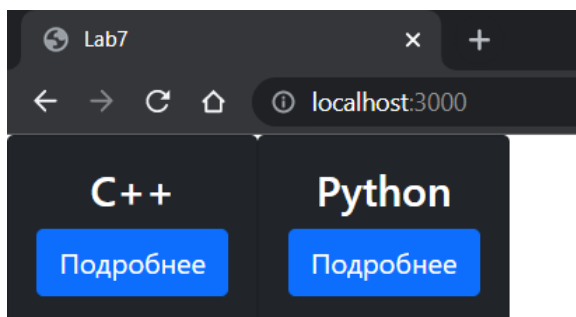 Lab7
localhost:3000
C++ Python
Подробнее Подробнее